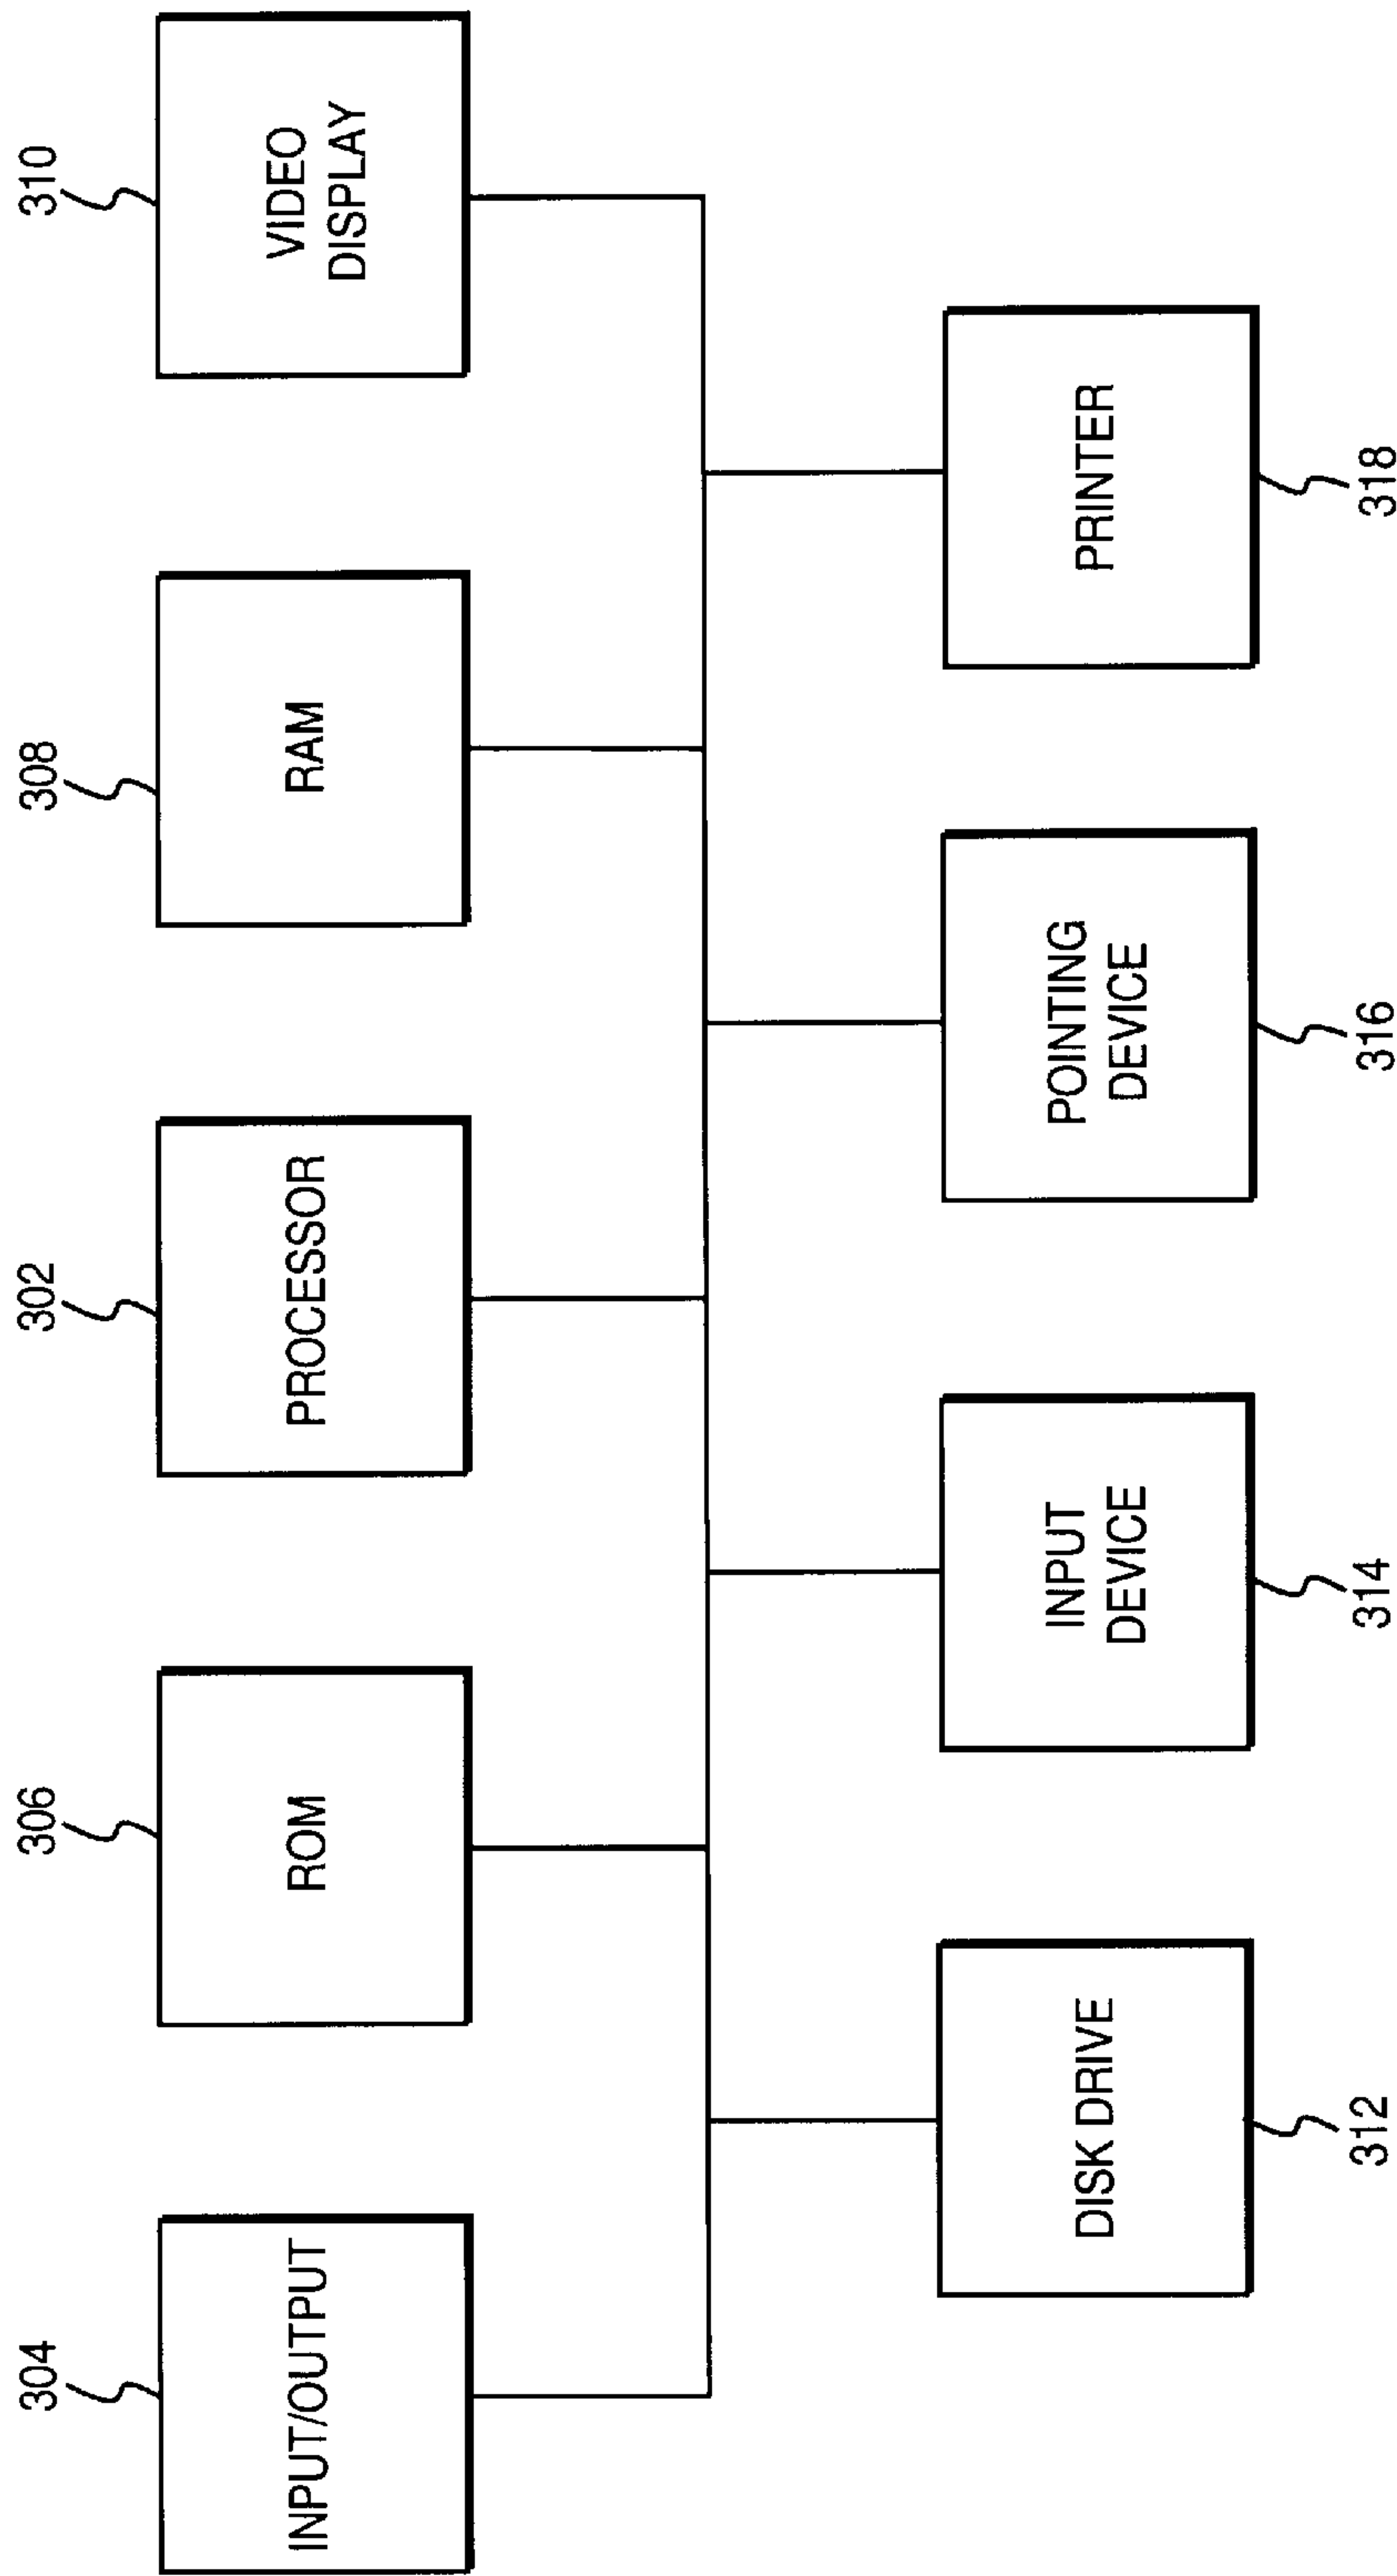 304
306
302
308
310
INPUT/OUTPUT
ROM
PROCESSOR
RAM
VIDEO
DISPLAY
DISK DRIVE
INPUT
DEVICE
POINTING
DEVICE
PRINTER
312
314
316
318